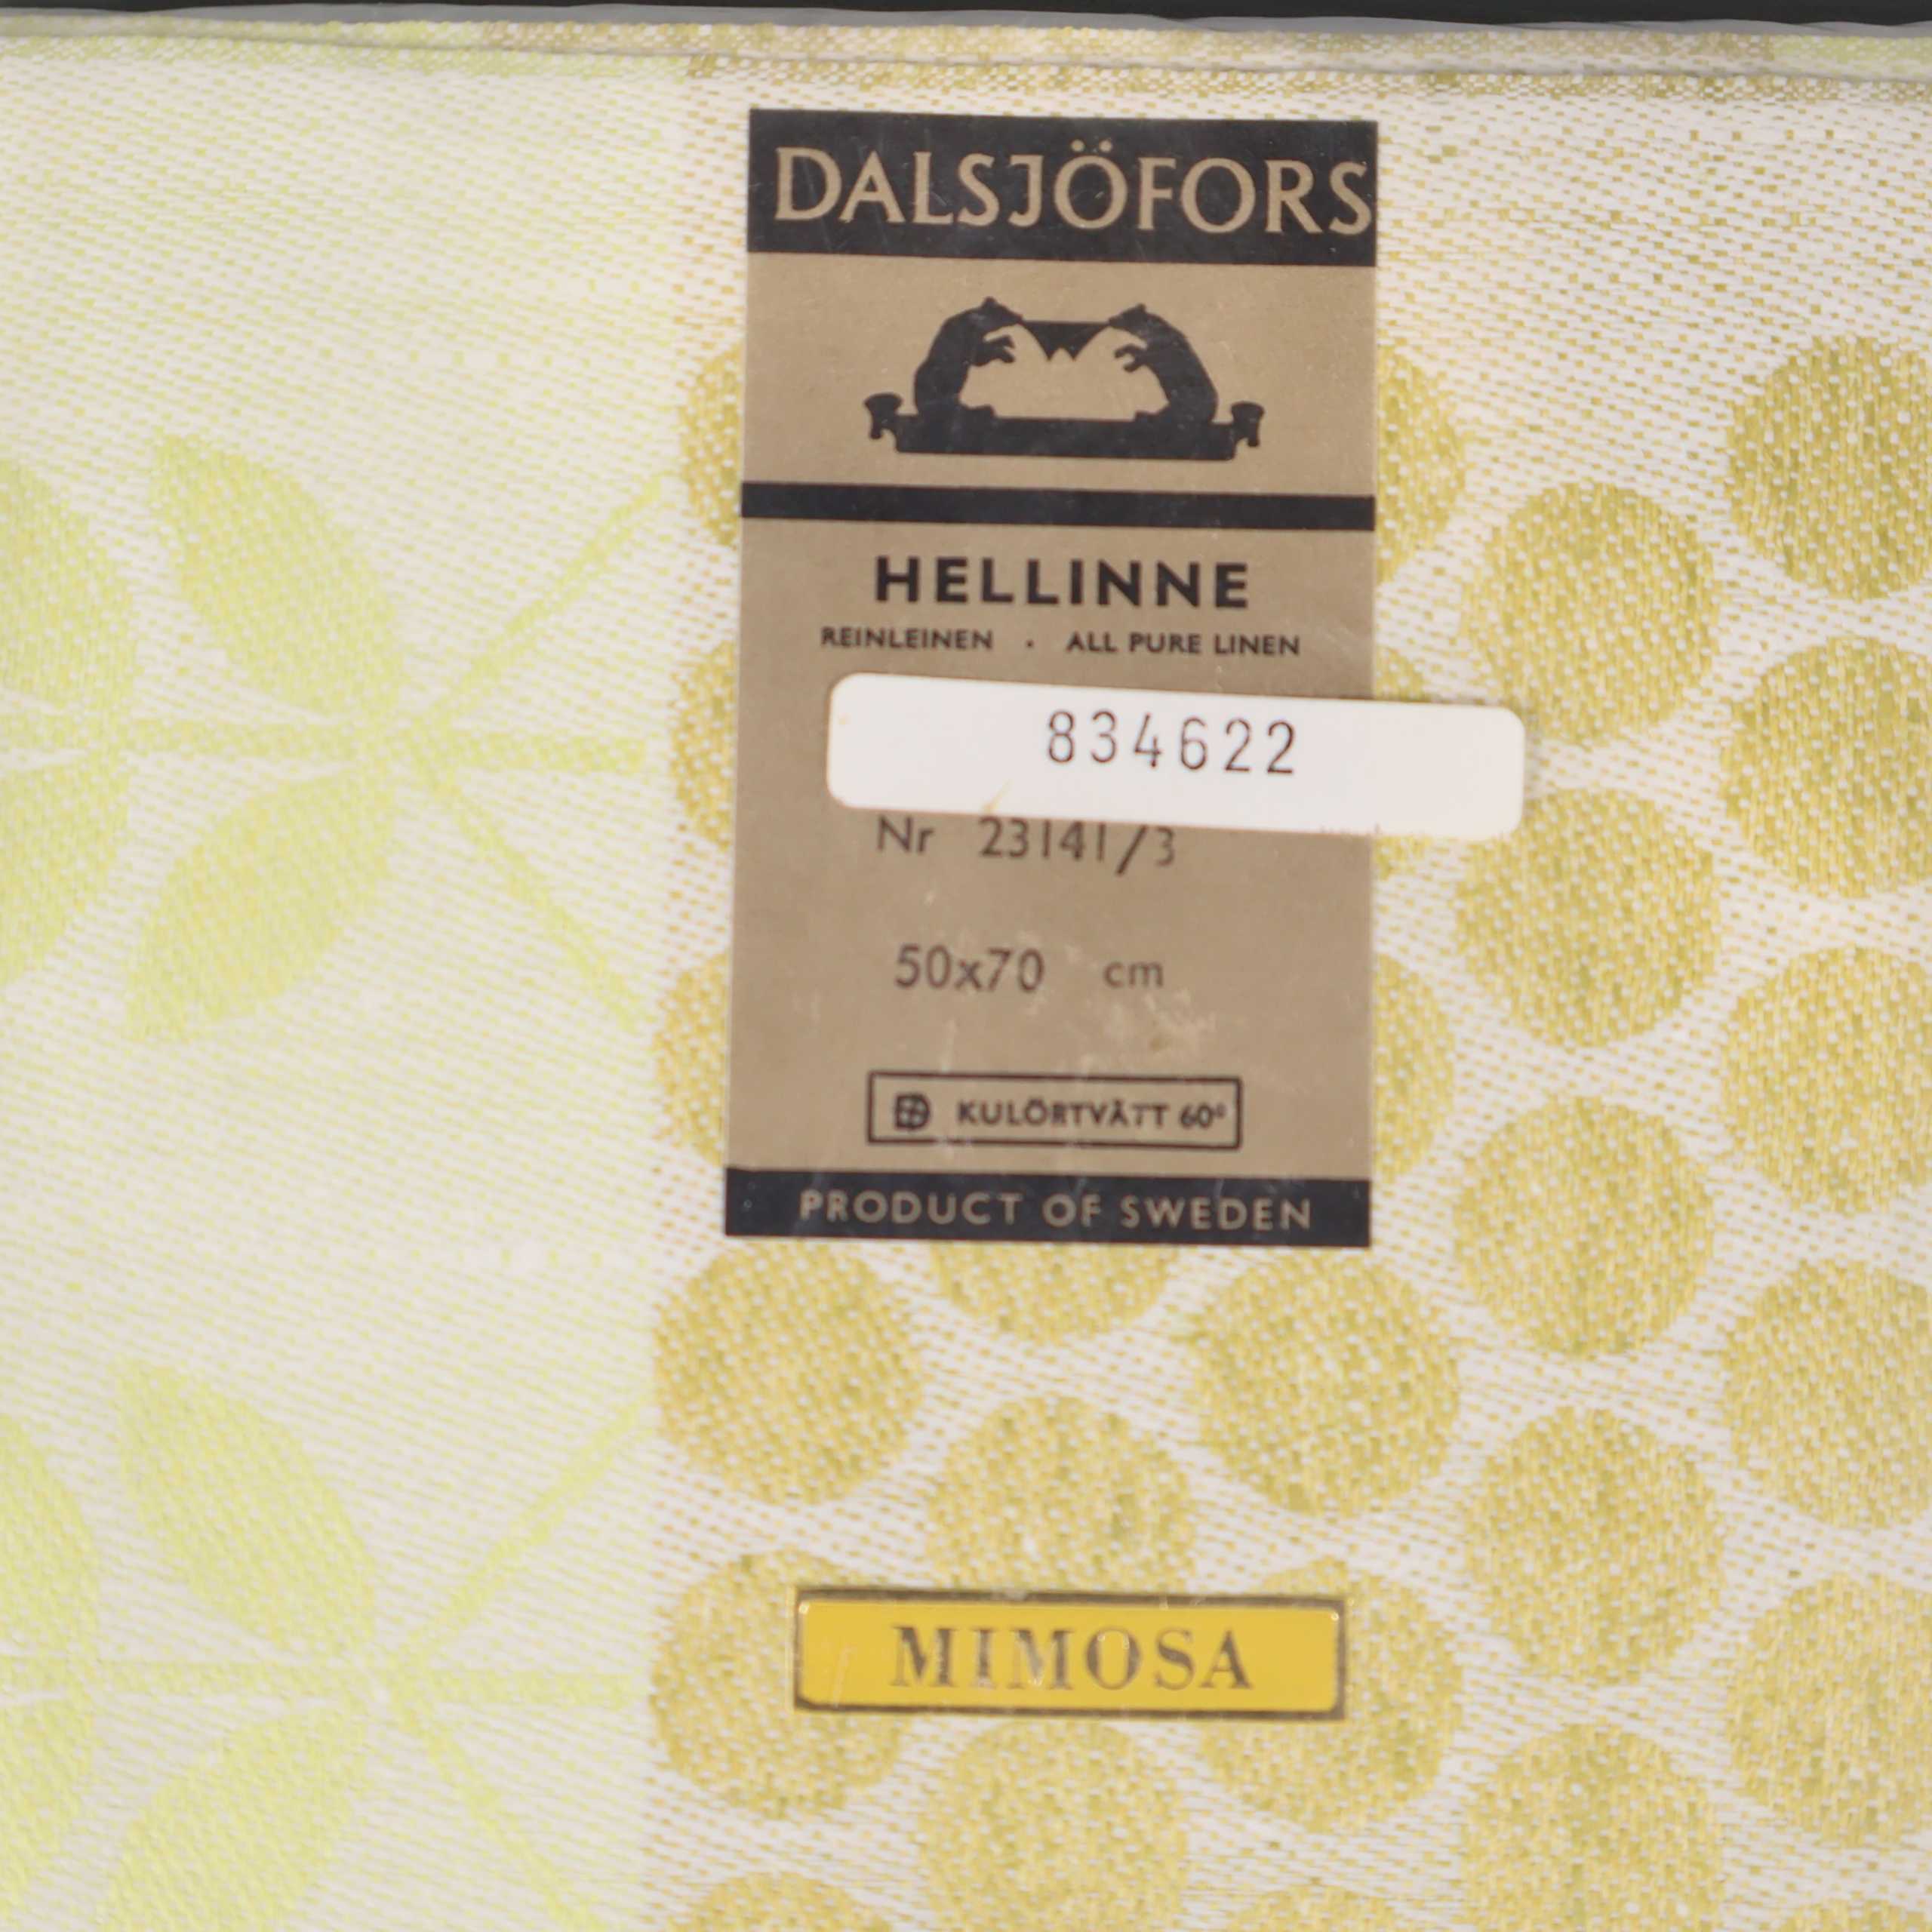 DALSJÖFORS
HELLINNE
REINLEINEN · ALL PURE LINEN
834622
Nr 23141/3
50x70 cm
KULÖRTVÄTT 60°
PRODUCT OF SWEDEN
MIMOSA